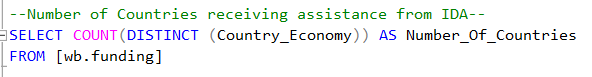 --Number of Countries receiving assistance from IDA--
SELECT COUNT(DISTINCT (Country_Economy)) AS Number_Of_Countries
FROM [wb.funding]